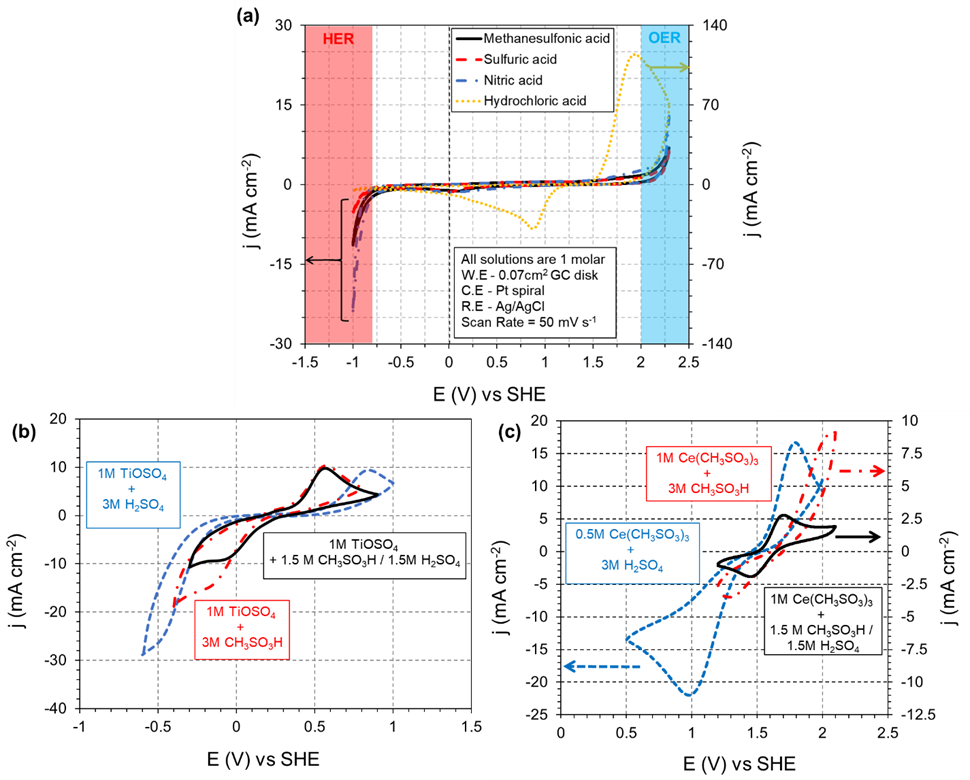 (a)
30
15
0
-15
-30
140
70
0
-70
-140
HER
OER
Methanesulfonic acid
Sulfuric acid
Nitric acid
Hydrochloric acid
All solutions are 1 molar
W.E - 0.07cm² GC disk
C.E - Pt spiral
R.E - Ag/AgCl
Scan Rate = 50 mV s⁻¹
-1.5
-1
-0.5
0
0.5
1
1.5
2
2.5
j (mA cm⁻²)
j (mA cm⁻²)
E (V) vs SHE
(b)
20
10
0
-10
-20
-30
-40
1M TiOSO₄
+
3M H₂SO₄
1M TiOSO₄
+ 1.5 M CH₃SO₃H / 1.5M H₂SO₄
1M TiOSO₄
+
3M CH₃SO₃H
-1
-0.5
0
0.5
1
j (mA cm⁻²)
E (V) vs SHE
(c)
20
15
10
5
0
-5
-10
-15
-20
-25
10
7.5
5
2.5
0
-2.5
-5
-7.5
-10
-12.5
1M Ce(CH₃SO₃)₃
+
3M CH₃SO₃H
0.5M Ce(CH₃SO₃)₃
+
3M H₂SO₄
1M Ce(CH₃SO₃)₃
+
1.5 M CH₃SO₃H /
1.5M H₂SO₄
0
0.5
1
1.5
2
2.5
j (mA cm⁻²)
j (mA cm⁻²)
E (V) vs SHE